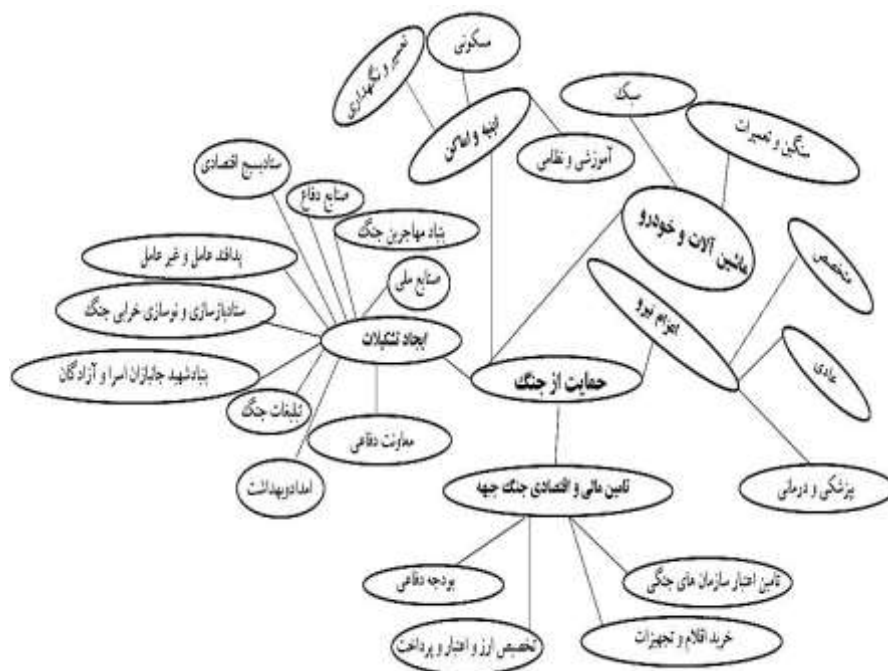 مسکونی
تعمیر و نگهداری
سبک
ابنیه و اماکن
سنگین و تعمیرات
آموزشی و نظامی
ستادبسیج اقتصادی
صنایع دفاع
ماشین آلات و خودرو
بنیاد مهاجرین جنگ
متخصص
پدافند عامل و غیر عامل
صنایع ملی
اعزام نیرو
ستادبازسازی و نوسازی خرابی جنگ
ایجاد تشکیلات
عادی
بنیادشهید جانبازان اسرا و آزادگان
حمایت از جنگ
تبلیغات جنگ
معاونت دفاعی
امدادوبهداشت
تامین مالی و اقتصادی جنگ جبهه
پزشکی و درمانی
بودجه دفاعی
تامین اعتبار سازمان های جنگی
تخصیص ارز و اعتبار و پرداخت
خرید اقلام و تجهیزات